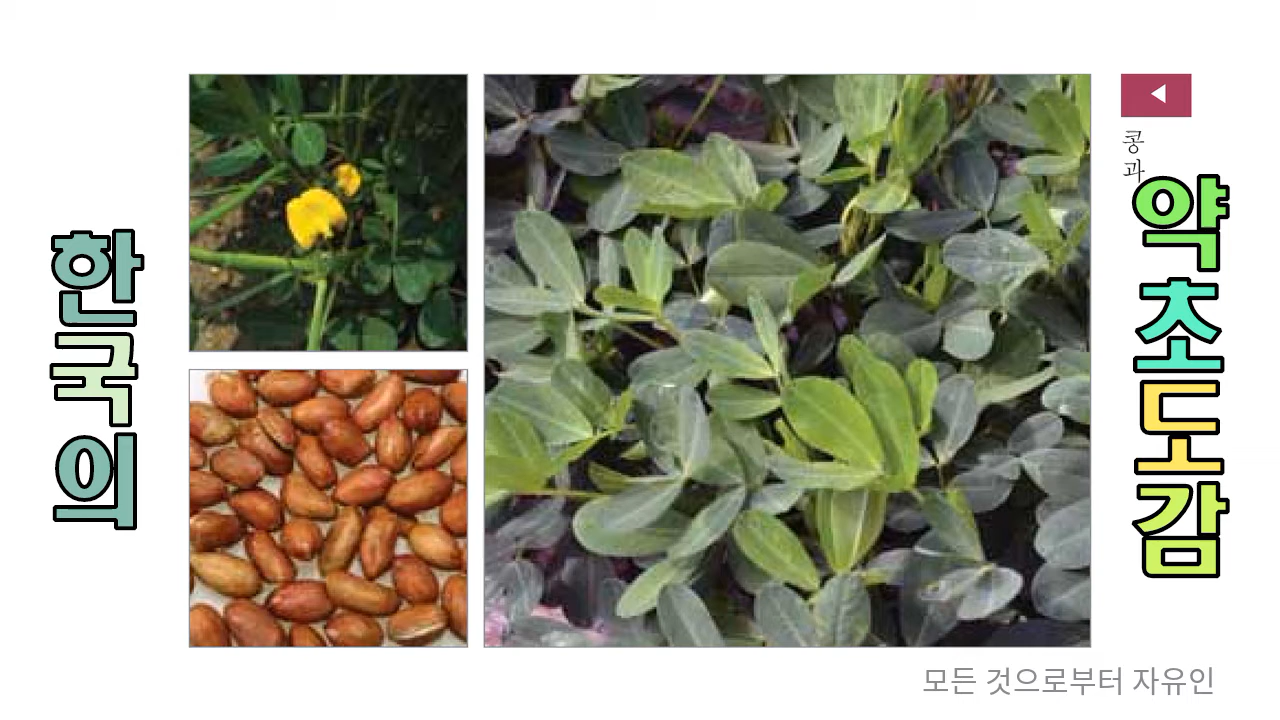 한국의
콩과
약초도감
모든 것으로부터 자유인